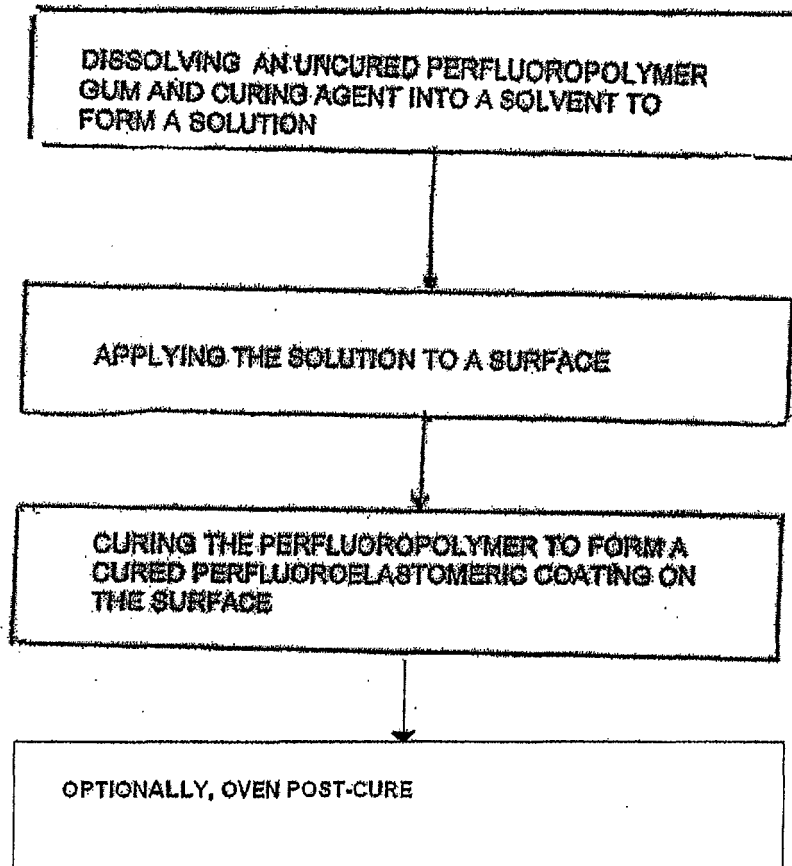 DISSOLVING AN UNCURED PERFLUOROPOLYMER
GUM AND CURING AGENT INTO A SOLVENT TO
FORM A SOLUTION
APPLYING THE SOLUTION TO A SURFACE
CURING THE PERFLUOROPOLYMER TO FORM A
CURED PERFLUOROELASTOMERIC COATING ON
THE SURFACE
OPTIONALLY, OVEN POST-CURE